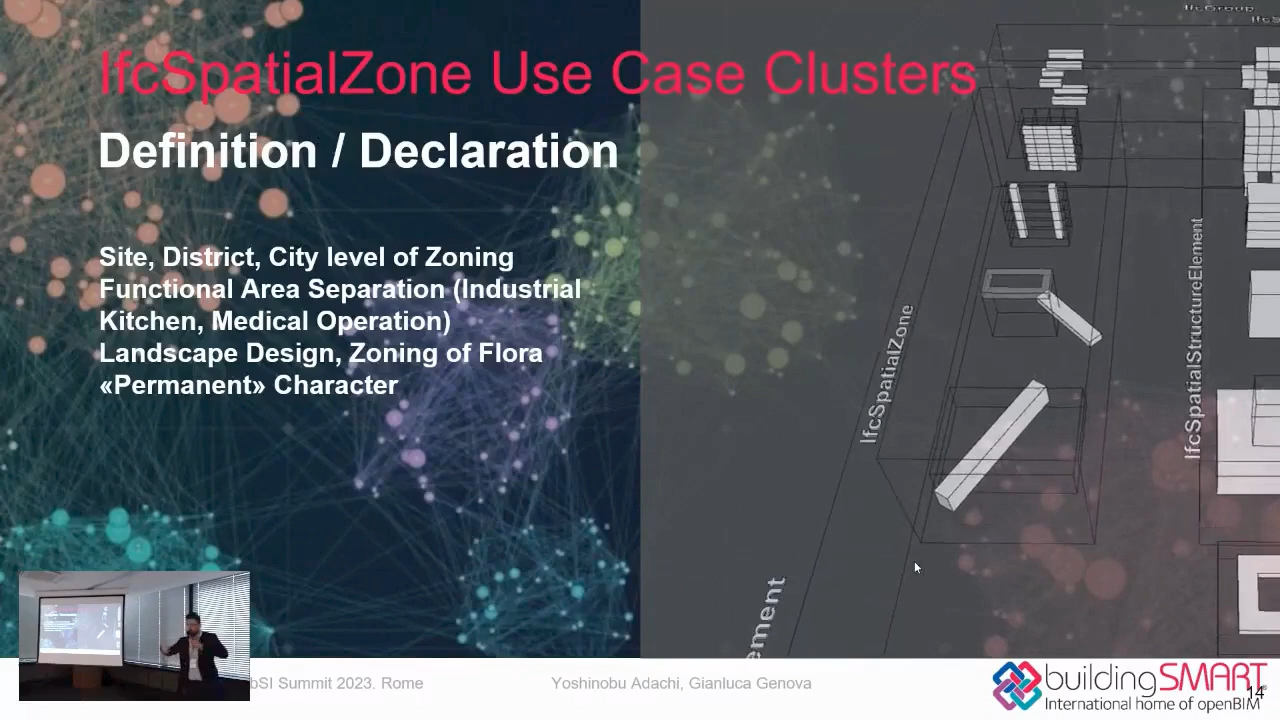 IfcGroup
IfcSpatialZone Use Case Clusters
Definition / Declaration
Site, District, City level of Zoning
Functional Area Separation (Industrial
Kitchen, Medical Operation)
Landscape Design, Zoning of Flora
«Permanent» Character
IfcSpatialZone
IfcSpatialStructureElement
ement
bSI Summit 2023. Rome
Yoshinobu Adachi, Gianluca Genova
buildingSMART
International home of openBIM
14